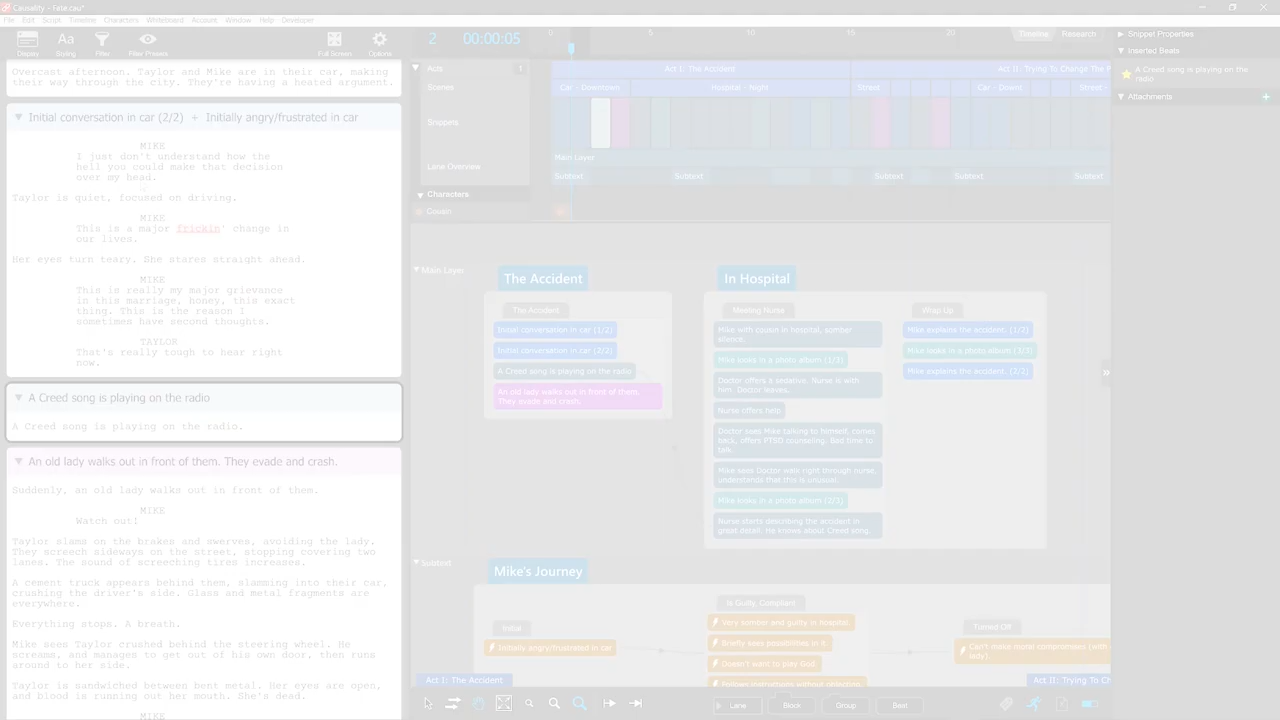 Causality - Fate.cau*
File Edit Script Timeline Characters Whiteboard Account Window Help Developer
Display Styling Filter Filter Presets Full Screen Options
2 00:00:05
0 5 10 15 20
Timeline Research
Snippet Properties
Inserted Beats
A Creed song is playing on the
radio
Attachments
Overcast afternoon. Taylor and Mike are in their car, making
their way through the city. They're having a heated argument.
Initial conversation in car (2/2) + Initially angry/frustrated in car
MIKE
I just don't understand how the
hell you could make that decision
over my head.
Taylor is quiet, focused on driving.
MIKE
This is a major frickin' change in
our lives.
Her eyes turn teary. She stares straight ahead.
MIKE
This is really my major grievance
in this marriage, honey, this exact
thing. This is the reason I
sometimes have second thoughts.
TAYLOR
That's really tough to hear right
now.
A Creed song is playing on the radio
A Creed song is playing on the radio.
An old lady walks out in front of them. They evade and crash.
Suddenly, an old lady walks out in front of them.
MIKE
Watch out!
Taylor slams on the brakes and swerves, avoiding the lady.
They screech sideways on the street, stopping covering two
lanes. The sound of screeching tires increases.
A cement truck appears behind them, slamming into their car,
crushing the driver's side. Glass and metal fragments are
everywhere.
Everything stops. A breath.
Mike sees Taylor crushed behind the steering wheel. He
screams, and manages to get out of his own door, then runs
around to her side.
Taylor is sandwiched between bent metal. Her eyes are open,
and blood is running out her mouth. She's dead.
MIKE
Acts 1 Act I: The Accident Act II: Trying To Change The P
Scenes Car - Downtown Hospital - Night Street Car - Downt Street -
Snippets
Main Layer
Lane Overview
Subtext Subtext Subtext Subtext Subtext
Characters
Cousin
Main Layer
The Accident
The Accident
Initial conversation in car (1/2)
Initial conversation in car (2/2)
A Creed song is playing on the radio
An old lady walks out in front of them.
They evade and crash.
In Hospital
Meeting Nurse
Mike with cousin in hospital, somber
silence.
Mike looks in a photo album (1/3)
Doctor offers a sedative. Nurse is with
him. Doctor leaves.
Nurse offers help
Doctor sees Mike talking to himself, comes
back, offers PTSD counseling. Bad time to
talk.
Mike sees Doctor walk right through nurse,
understands that this is unusual.
Mike looks in a photo album (2/3)
Nurse starts describing the accident in
great detail. He knows about Creed song.
Wrap Up
Mike explains the accident. (1/2)
Mike looks in a photo album (3/3)
Mike explains the accident. (2/2)
Subtext
Mike's Journey
Initial
Initially angry/frustrated in car
Is Guilty, Compliant
Very somber and guilty in Hospital.
Briefly sees possibilities in it
Doesn't want to play God.
Follows instructions without objection.
Turned Off
Can't make moral compromises (with
lady).
Act I: The Accident Act II: Trying To Ch
Lane Block Group Beat